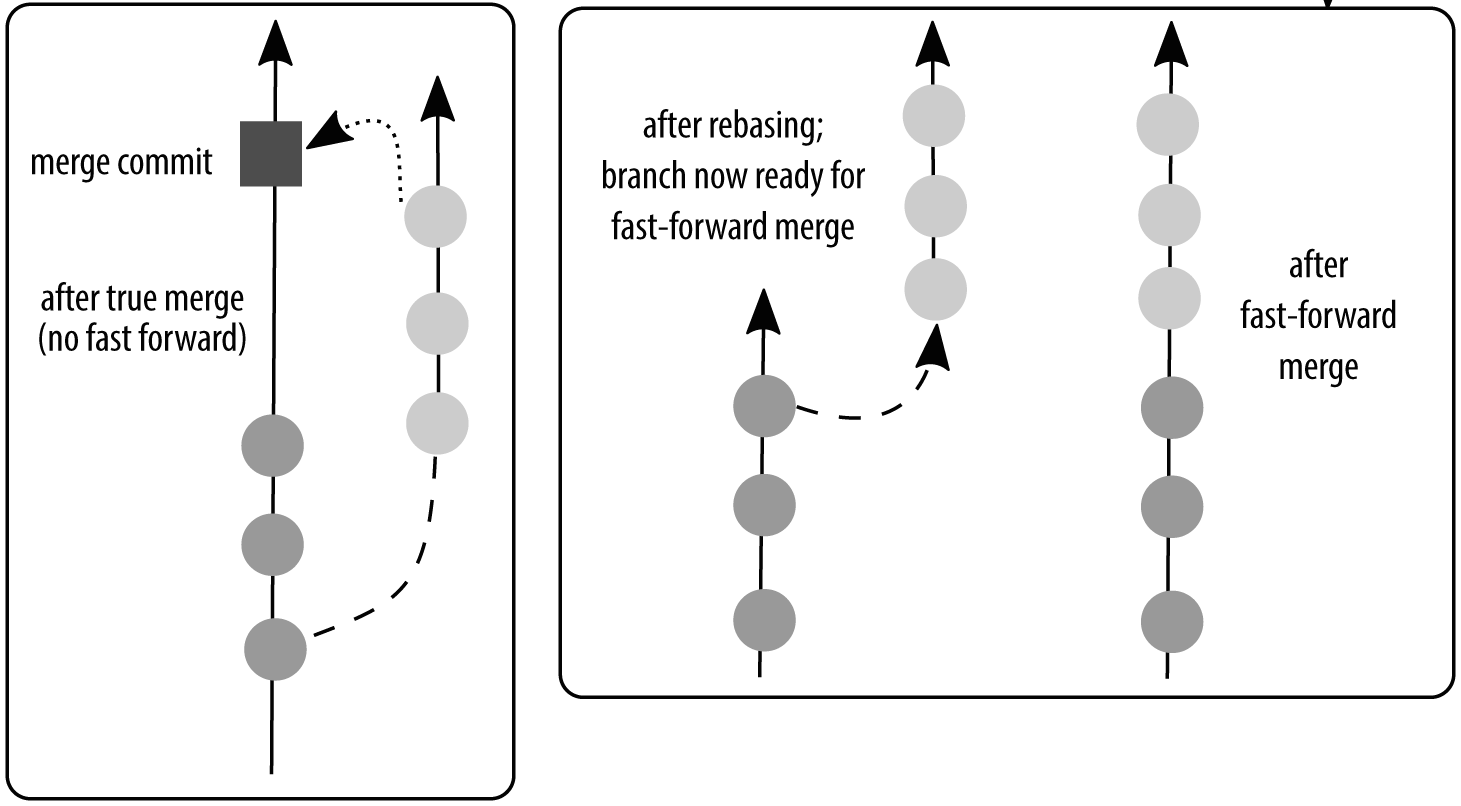 merge commit
after true merge
(no fast forward)
after rebasing;
branch now ready for
fast-forward merge
after
fast-forward
merge